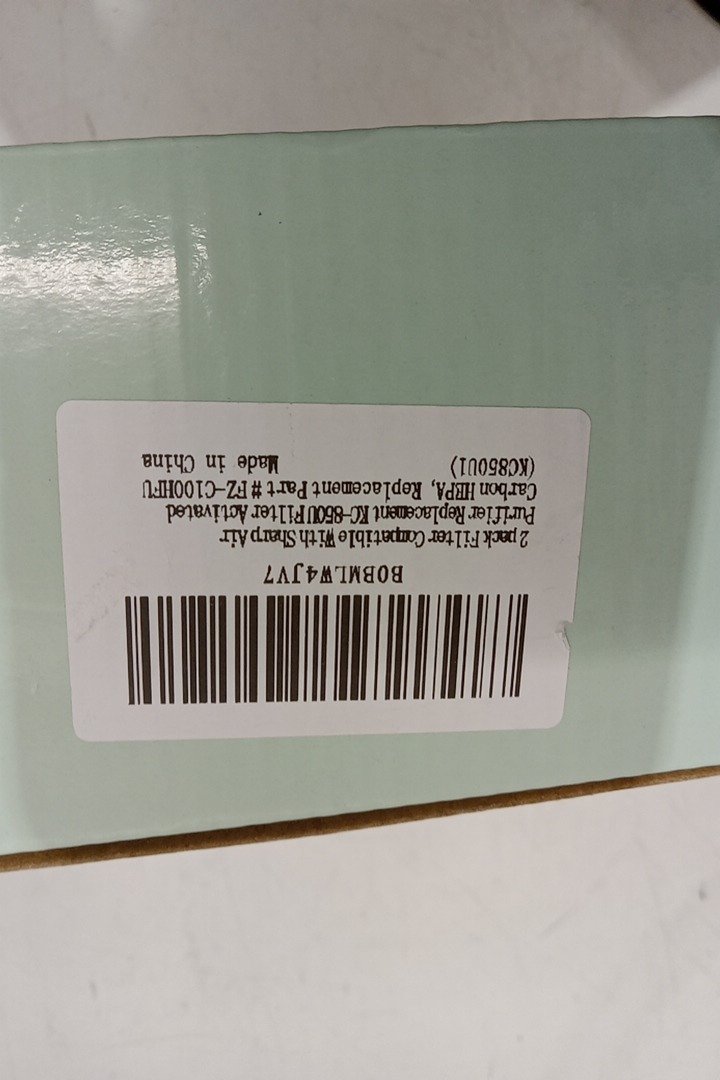 B0BMLW4JV7
2 pack Filter Compatible With Sharp Air
Purifier Replacement KC-850U Filter Activated
Carbon HEPA, Replacement Part # FZ-C100HFU
(KC850U1) Made in China